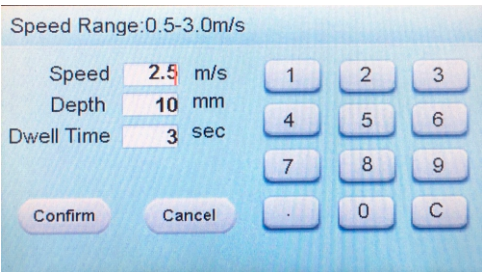 Speed Range:0.5-3.0m/s
Speed 2.5 m/s
Depth 10 mm
Dwell Time 3 sec
1 2 3
4 5 6
7 8 9
. 0 C
Confirm Cancel